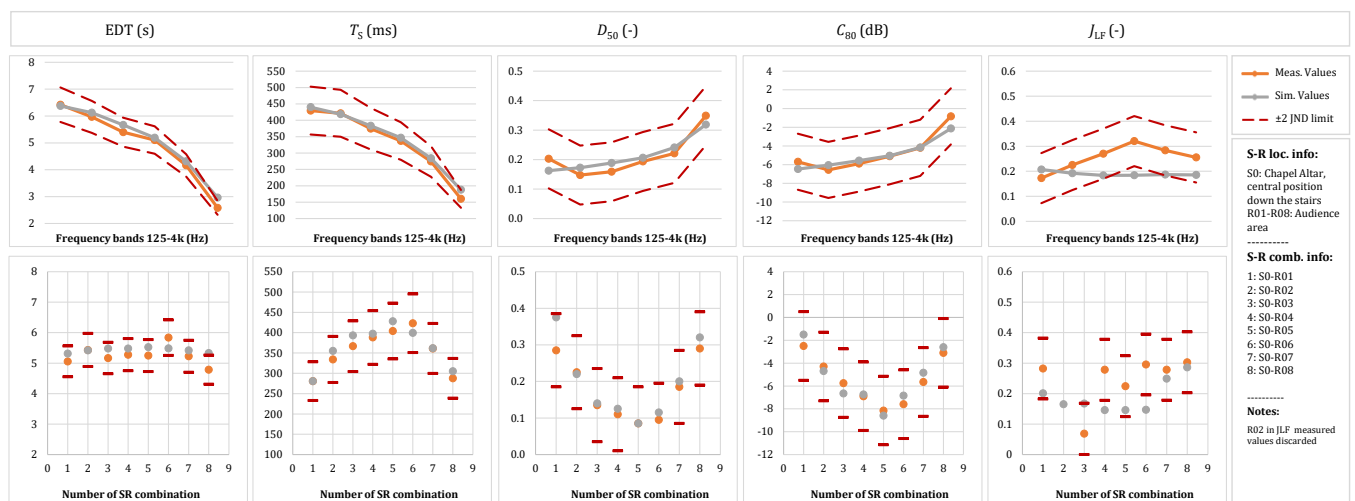 EDT (s)
T_S (ms)
D_50 (-)
C_80 (dB)
J_LF (-)
8
7
6
5
4
3
2
Frequency bands 125-4k (Hz)
550
500
450
400
350
300
250
200
150
100
Frequency bands 125-4k (Hz)
0.5
0.4
0.3
0.2
0.1
0.0
Frequency bands 125-4k (Hz)
4
2
0
-2
-4
-6
-8
-10
-12
Frequency bands 125-4k (Hz)
0.6
0.5
0.4
0.3
0.2
0.1
0.0
Frequency bands 125-4k (Hz)
Meas. Values
Sim. Values
±2 JND limit
8
7
6
5
4
3
2
0 1 2 3 4 5 6 7 8 9
Number of SR combination
550
500
450
400
350
300
250
200
150
100
0 1 2 3 4 5 6 7 8 9
Number of SR combination
0.5
0.4
0.3
0.2
0.1
0.0
0 1 2 3 4 5 6 7 8 9
Number of SR combination
4
2
0
-2
-4
-6
-8
-10
-12
0 1 2 3 4 5 6 7 8 9
Number of SR combination
0.6
0.5
0.4
0.3
0.2
0.1
0.0
0 1 2 3 4 5 6 7 8 9
Number of SR combination
S-R loc. info:
S0: Chapel Altar,
central position
down the stairs
R01-R08: Audience
area
----------
S-R comb. info:
1: S0-R01
2: S0-R02
3: S0-R03
4: S0-R04
5: S0-R05
6: S0-R06
7: S0-R07
8: S0-R08
----------
Notes:
R02 in JLF measured
values discarded